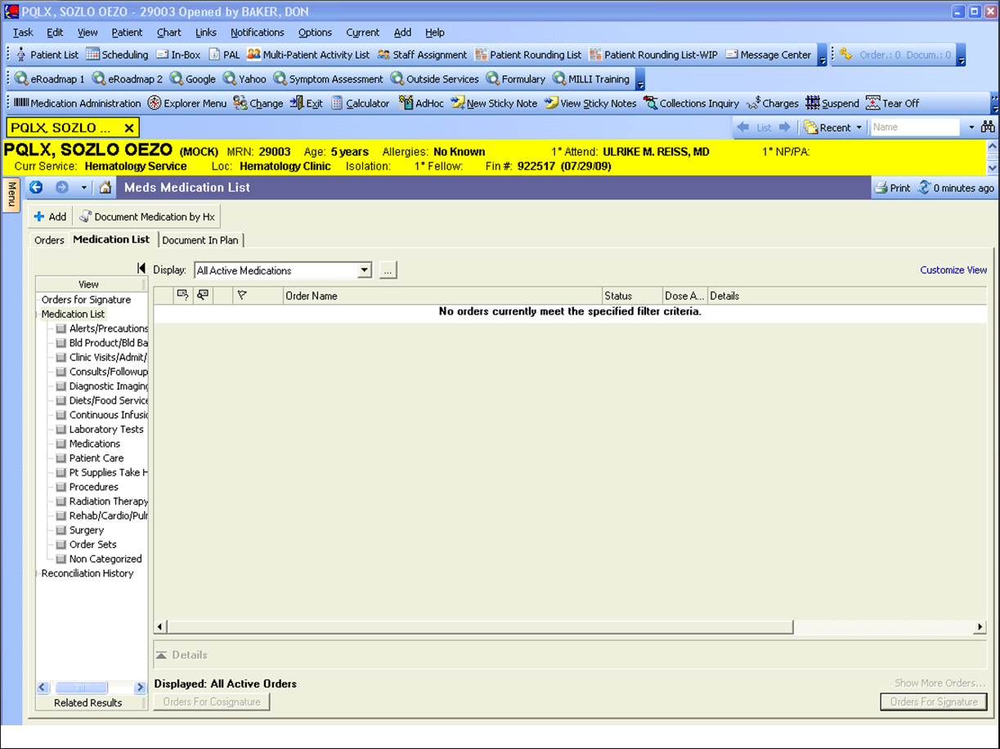 PQLX, SOZLO OEZO - 29003 Opened by BAKER, DON
Task Edit View Patient Chart Links Notifications Options Current Add Help
Patient List Scheduling In-Box PAL Multi-Patient Activity List Staff Assignment Patient Rounding List Patient Rounding List-WIP Message Center Order.: 0 Docum.: 0
eRoadmap 1 eRoadmap 2 Google Yahoo Symptom Assessment Outside Services Formulary MILLI Training
Medication Administration Explorer Menu Change Exit Calculator AdHoc New Sticky Note View Sticky Notes Collections Inquiry Charges Suspend Tear Off
PQLX, SOZLO ... List Recent Name
PQLX, SOZLO OEZO (MOCK) MRN: 29003 Age: 5 years Allergies: No Known 1° Attend: ULRIKE M. REISS, MD 1° NP/PA:
Curr Service: Hematology Service Loc: Hematology Clinic Isolation: 1° Fellow: Fin #: 922517 (07/29/09)
Menu
Meds Medication List Print 0 minutes ago
Add Document Medication by Hx
Orders Medication List Document In Plan
Display: All Active Medications ... Customize View
View
Order Name Status Dose A... Details
No orders currently meet the specified filter criteria.
Orders for Signature
Medication List
Alerts/Precautions
Bld Product/Bld Ba
Clinic Visits/Admit/
Consults/Followup
Diagnostic Imaging
Diets/Food Service
Continuous Infusic
Laboratory Tests
Medications
Patient Care
Pt Supplies Take H
Procedures
Radiation Therapy
Rehab/Cardio/Pulr
Surgery
Order Sets
Non Categorized
Reconciliation History
Details
Displayed: All Active Orders Show More Orders...
Related Results Orders For Cosignature Orders For Signature